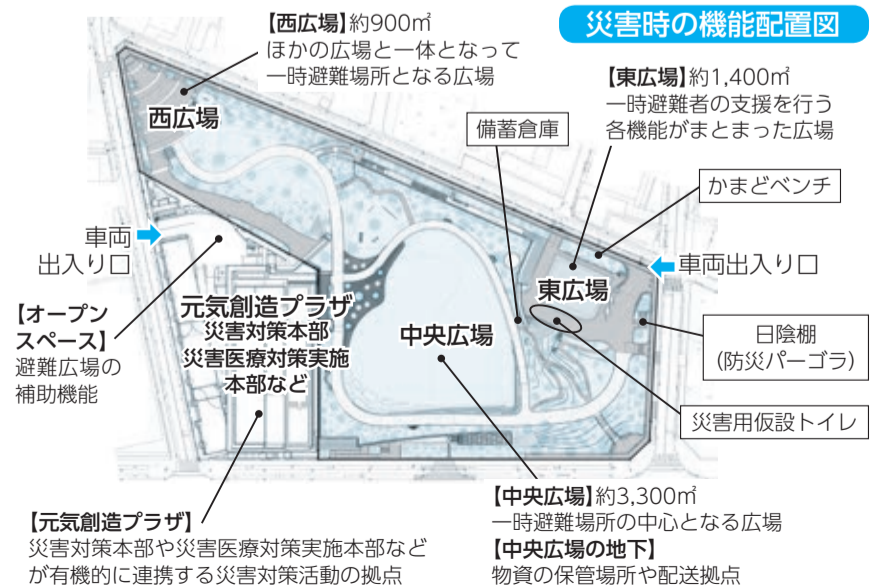 災害時の機能配置図
【西広場】約900㎡
ほかの広場と一体となって
一時避難場所となる広場
【東広場】約1,400㎡
一時避難者の支援を行う
各機能がまとまった広場
西広場
備蓄倉庫
かまどベンチ
車両
出入り口
車両出入り口
東広場
【オープン
スペース】
避難広場の
補助機能
元気創造プラザ
災害対策本部
災害医療対策実施
本部など
中央広場
日陰棚
(防災パーゴラ)
災害用仮設トイレ
【元気創造プラザ】
災害対策本部や災害医療対策実施本部など
が有機的に連携する災害対策活動の拠点
【中央広場】約3,300㎡
一時避難場所の中心となる広場
【中央広場の地下】
物資の保管場所や配送拠点